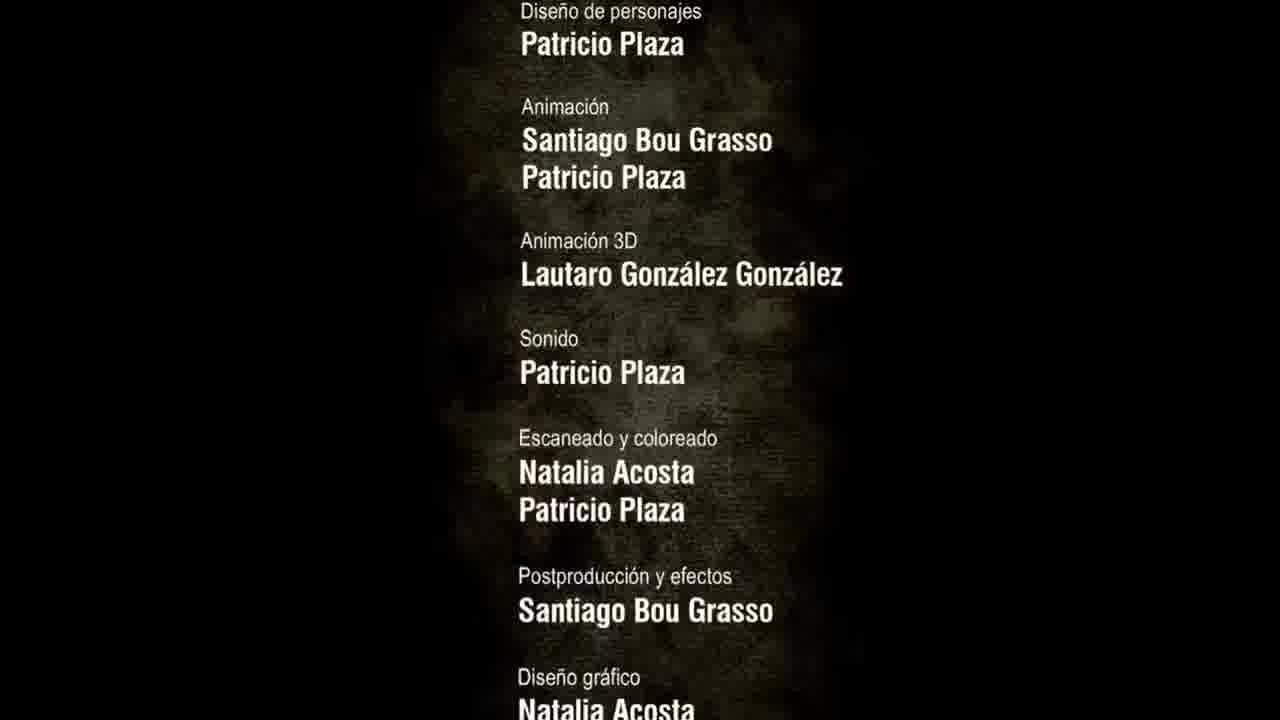 Diseño de personajes
Patricio Plaza
Animación
Santiago Bou Grasso
Patricio Plaza
Animación 3D
Lautaro González González
Sonido
Patricio Plaza
Escaneado y coloreado
Natalia Acosta
Patricio Plaza
Postproducción y efectos
Santiago Bou Grasso
Diseño gráfico
Natalia Acosta